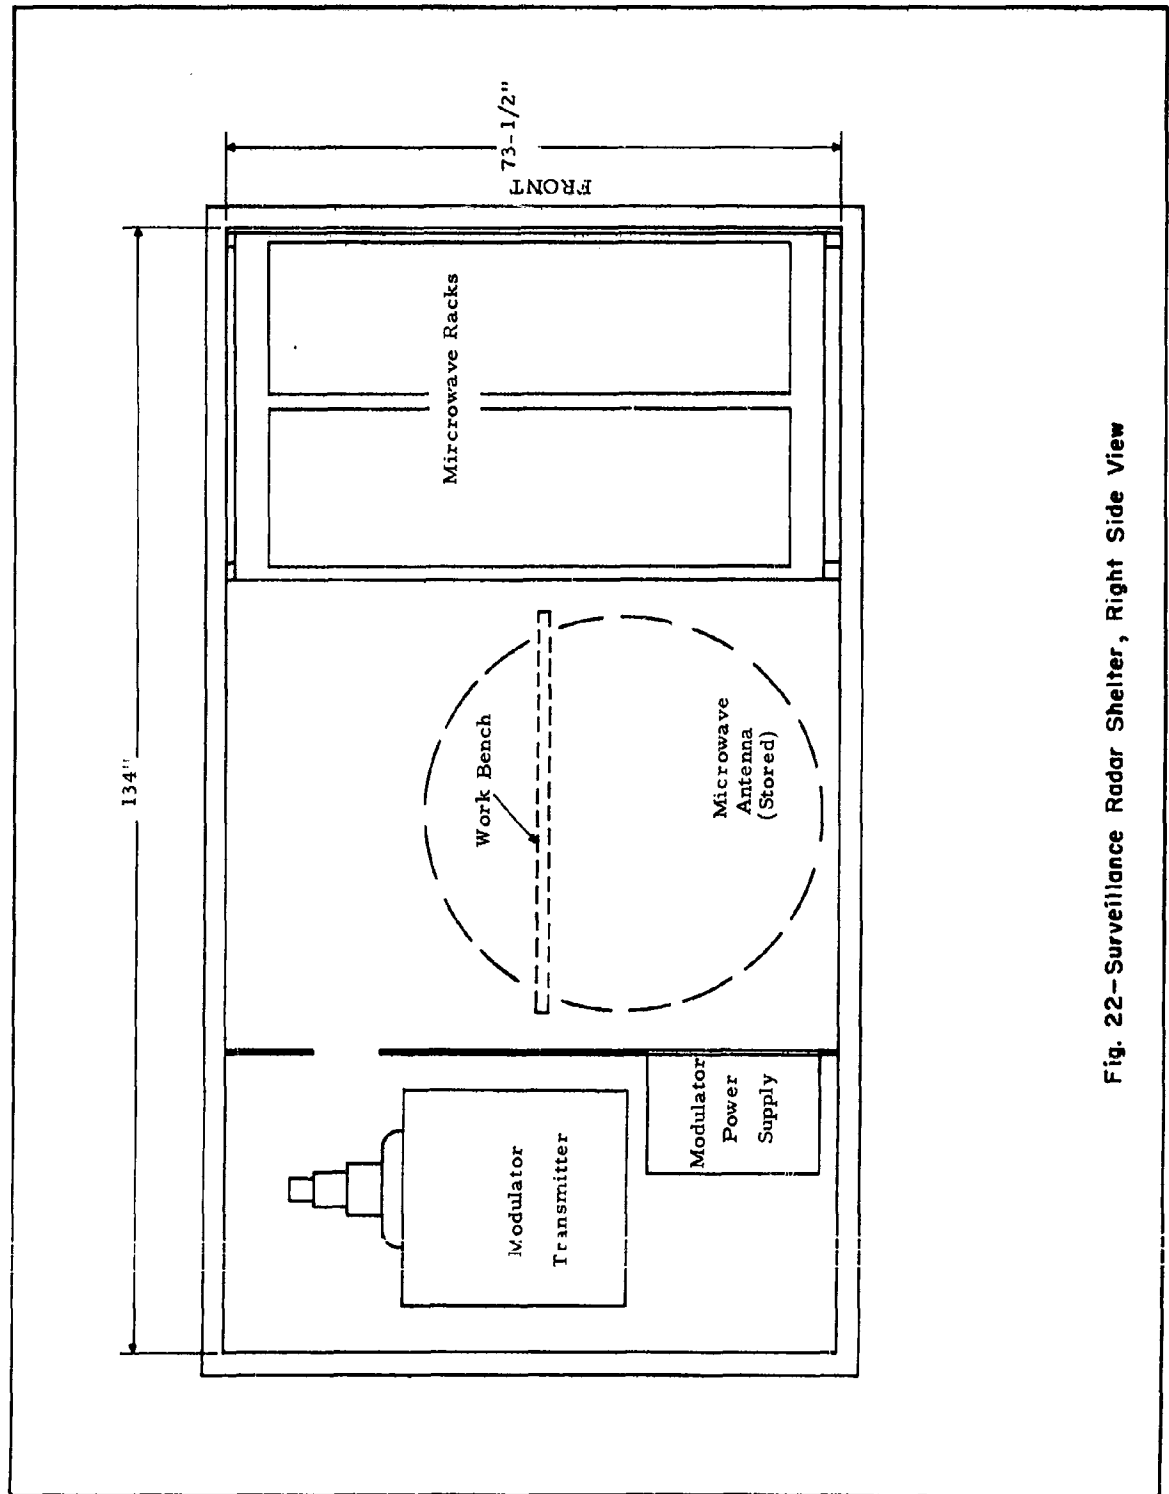 134"
73-1/2"
FRONT
Mircrowave Racks
Work Bench
Microwave
Antenna
(Stored)
Modulator
Transmitter
Modulator
Power
Supply
Fig. 22-Surveillance Radar Shelter, Right Side View